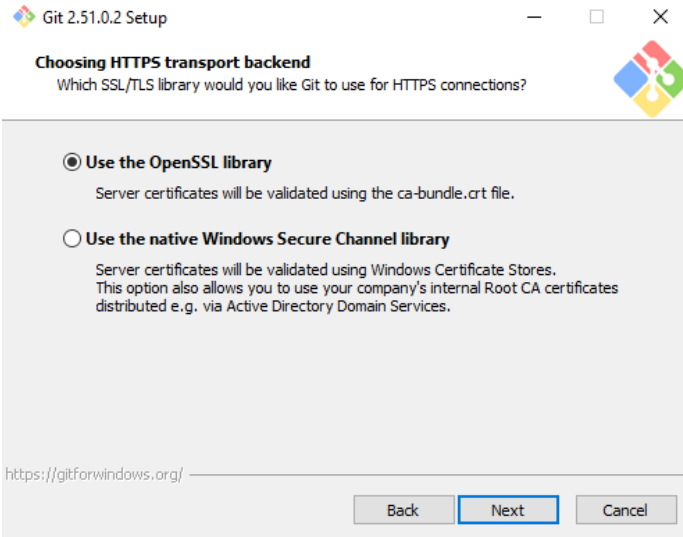 Git 2.51.0.2 Setup
Choosing HTTPS transport backend
Which SSL/TLS library would you like Git to use for HTTPS connections?
Use the OpenSSL library
Server certificates will be validated using the ca-bundle.crt file.
Use the native Windows Secure Channel library
Server certificates will be validated using Windows Certificate Stores.
This option also allows you to use your company's internal Root CA certificates
distributed e.g. via Active Directory Domain Services.
https://gitforwindows.org/
Back Next Cancel